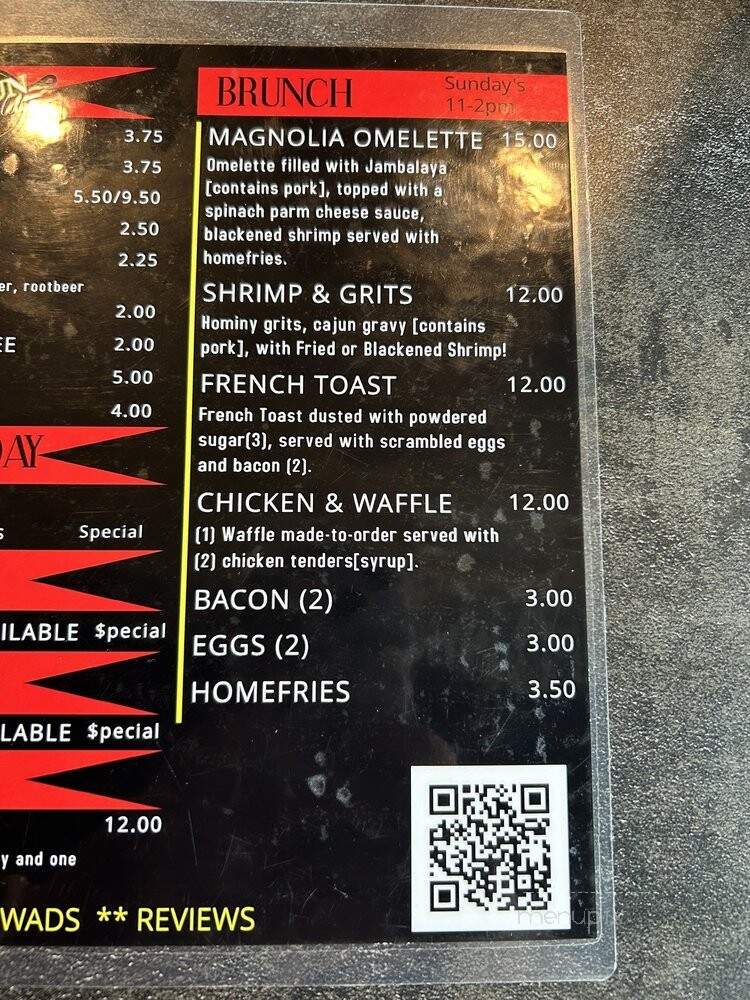 3.75
3.75
5.50/9.50
2.50
2.25
er, rootbeer
2.00
EE 2.00
5.00
4.00
DAY
s Special
ILABLE $pecial
LABLE $pecial
12.00
y and one
WADS ** REVIEWS
BRUNCH Sunday's
11-2pm
MAGNOLIA OMELETTE 15.00
Omelette filled with Jambalaya
[contains pork], topped with a
spinach parm cheese sauce,
blackened shrimp served with
homefries.
SHRIMP & GRITS 12.00
Hominy grits, cajun gravy [contains
pork], with Fried or Blackened Shrimp!
FRENCH TOAST 12.00
French Toast dusted with powdered
sugar(3), served with scrambled eggs
and bacon (2).
CHICKEN & WAFFLE 12.00
(1) Waffle made-to-order served with
(2) chicken tenders[syrup].
BACON (2) 3.00
EGGS (2) 3.00
HOMEFRIES 3.50